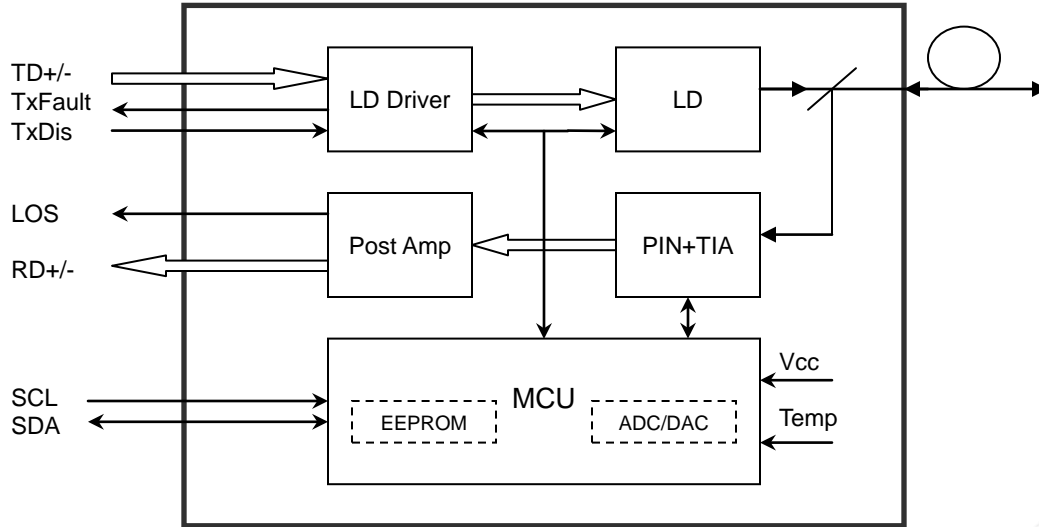 TD+/-
TxFault
TxDis
LD Driver
LD
LOS
RD+/-
Post Amp
PIN+TIA
SCL
SDA
MCU
EEPROM
ADC/DAC
Vcc
Temp